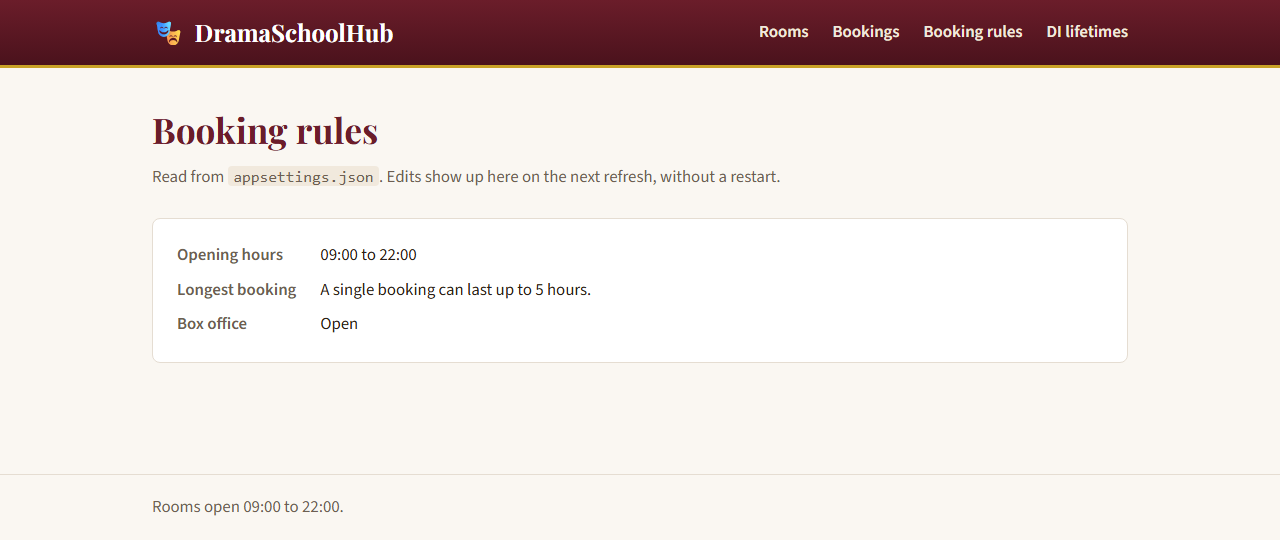 DramaSchoolHub
Rooms Bookings Booking rules DI lifetimes
Booking rules
Read from appsettings.json. Edits show up here on the next refresh, without a restart.
Opening hours 09:00 to 22:00
Longest booking A single booking can last up to 5 hours.
Box office Open
Rooms open 09:00 to 22:00.